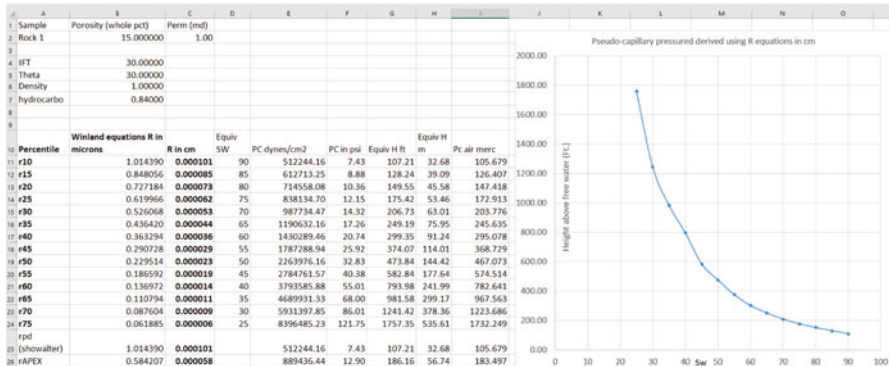 A B C D E F G H I J K L M N O
1 Sample Porosity (whole pct) Perm (md)
2 Rock 1 15.000000 1.00
3
4 IFT 30.00000
5 Theta 30.00000
6 Density 1.00000
7 hydrocarbo 0.84000
8
9
Winland equations R in Equiv Equiv H
10 Percentile microns R in cm SW PC dynes/cm2 PC in psi Equiv H ft m Pc air merc
11 r10 1.014390 0.000101 90 512244.16 7.43 107.21 32.68 105.679
12 r15 0.848056 0.000085 85 612713.25 8.88 128.24 39.09 126.407
13 r20 0.727184 0.000073 80 714558.08 10.36 149.55 45.58 147.418
14 r25 0.619966 0.000062 75 838134.70 12.15 175.42 53.46 172.913
15 r30 0.526068 0.000053 70 987734.47 14.32 206.73 63.01 203.776
16 r35 0.436420 0.000044 65 1190632.16 17.26 249.19 75.95 245.635
17 r40 0.363294 0.000036 60 1430289.46 20.74 299.35 91.24 295.078
18 r45 0.290728 0.000029 55 1787288.94 25.92 374.07 114.01 368.729
19 r50 0.229514 0.000023 50 2263976.16 32.83 473.84 144.42 467.073
20 r55 0.186592 0.000019 45 2784761.57 40.38 582.84 177.64 574.514
21 r60 0.136972 0.000014 40 3793585.88 55.01 793.98 241.99 782.641
22 r65 0.110794 0.000011 35 4689931.33 68.00 981.58 299.17 967.563
23 r70 0.087604 0.000009 30 5931397.85 86.01 1241.42 378.36 1223.686
24 r75 0.061885 0.000006 25 8396485.23 121.75 1757.35 535.61 1732.249
rpd
25 (showalter) 1.014390 0.000101 512244.16 7.43 107.21 32.68 105.679
26 rAPEX 0.584207 0.000058 889436.44 12.90 186.16 56.74 183.497
Pseudo-capillary pressured derived using R equations in cm
Height above free water (Ft.)
2000.00
1800.00
1600.00
1400.00
1200.00
1000.00
800.00
600.00
400.00
200.00
0.00
0 10 20 30 40 50 60 70 80 90 100
Sw